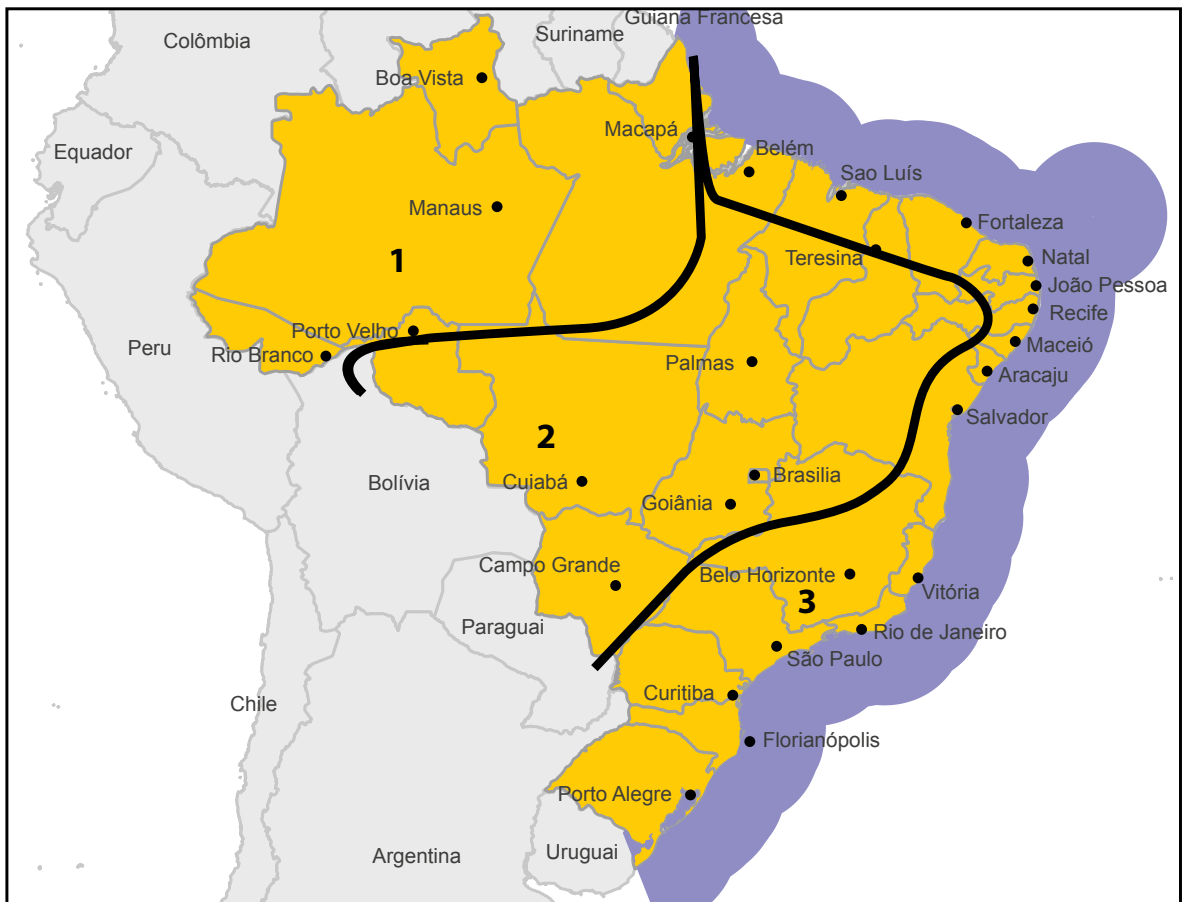 Guiana Francesa
Suriname
Colômbia
Boa Vista
Macapá
Belém
Equador
Sao Luís
Manaus
Fortaleza
1
Teresina
Natal
João Pessoa
Recife
Porto Velho
Maceió
Peru
Rio Branco
Palmas
Aracaju
Salvador
2
Brasilia
Bolívia
Cuiabá
Goiânia
Campo Grande
Belo Horizonte
Vitória
3
Paraguai
Rio de Janeiro
São Paulo
Curitiba
Chile
Florianópolis
Porto Alegre
Argentina
Uruguai